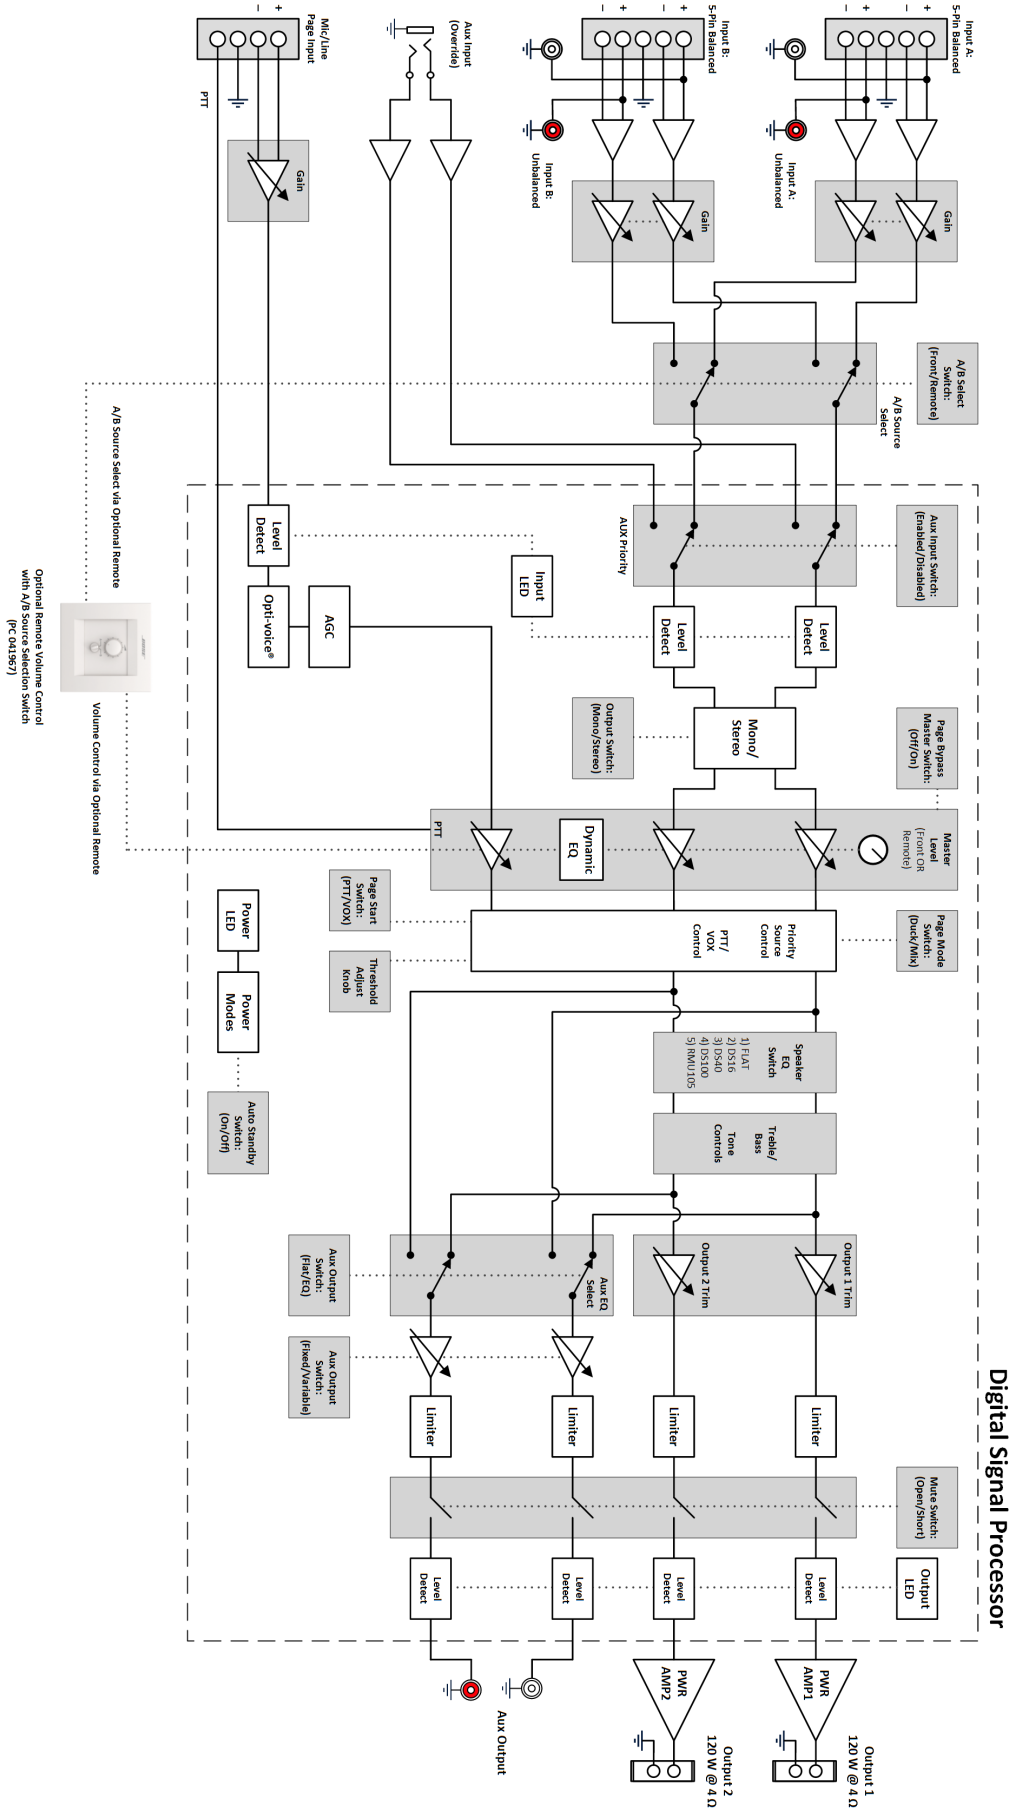 Digital Signal Processor
Input A:
5-Pin Balanced
+
−
+
−
Input A:
Unbalanced
Gain
A/B Select
Switch:
(Front/Remote)
A/B Source
Select
Input B:
5-Pin Balanced
+
−
+
−
Input B:
Unbalanced
Gain
Aux Input
(Override)
Mic/Line
Page Input
+
−
PTT
Gain
Aux Input Switch:
(Enabled/Disabled)
AUX Priority
Level
Detect
Level
Detect
Input
LED
Level
Detect
Opti-voice®
AGC
A/B Source Select via Optional Remote
Optional Remote Volume Control
with A/B Source Selection Switch
(PC 041967)
Volume Control via Optional Remote
Page Bypass
Master Switch:
(Off/On)
Mono/
Stereo
Output Switch:
(Mono/Stereo)
Master
Level
(Front OR
Remote)
Dynamic
EQ
PTT
Page Mode
Switch:
(Duck/Mix)
Priority
Source
Control
PTT/
VOX
Control
Page Start
Switch:
(PTT/VOX)
Threshold
Adjust
Knob
Power
LED
Power
Modes
Auto Standby
Switch:
(On/Off)
Speaker
EQ
Switch
1) FLAT
2) DS16
3) DS40
4) DS100
5) RMU105
Treble/
Bass
Tone
Controls
Output 1 Trim
Output 2 Trim
Aux EQ
Select
Aux Output
Switch:
(Flat/EQ)
Aux Output
Switch:
(Fixed/Variable)
Limiter
Limiter
Limiter
Limiter
Mute Switch:
(Open/Short)
Output
LED
Level
Detect
Level
Detect
Level
Detect
Level
Detect
PWR
AMP1
PWR
AMP2
Output 1
120 W @ 4 Ω
Output 2
120 W @ 4 Ω
Aux Output